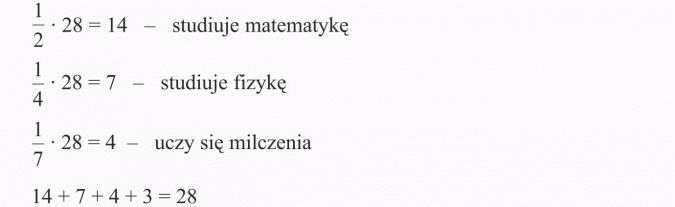 1/2 · 28 = 14 – studiuje matematykę
1/4 · 28 = 7 – studiuje fizykę
1/7 · 28 = 4 – uczy się milczenia
14 + 7 + 4 + 3 = 28